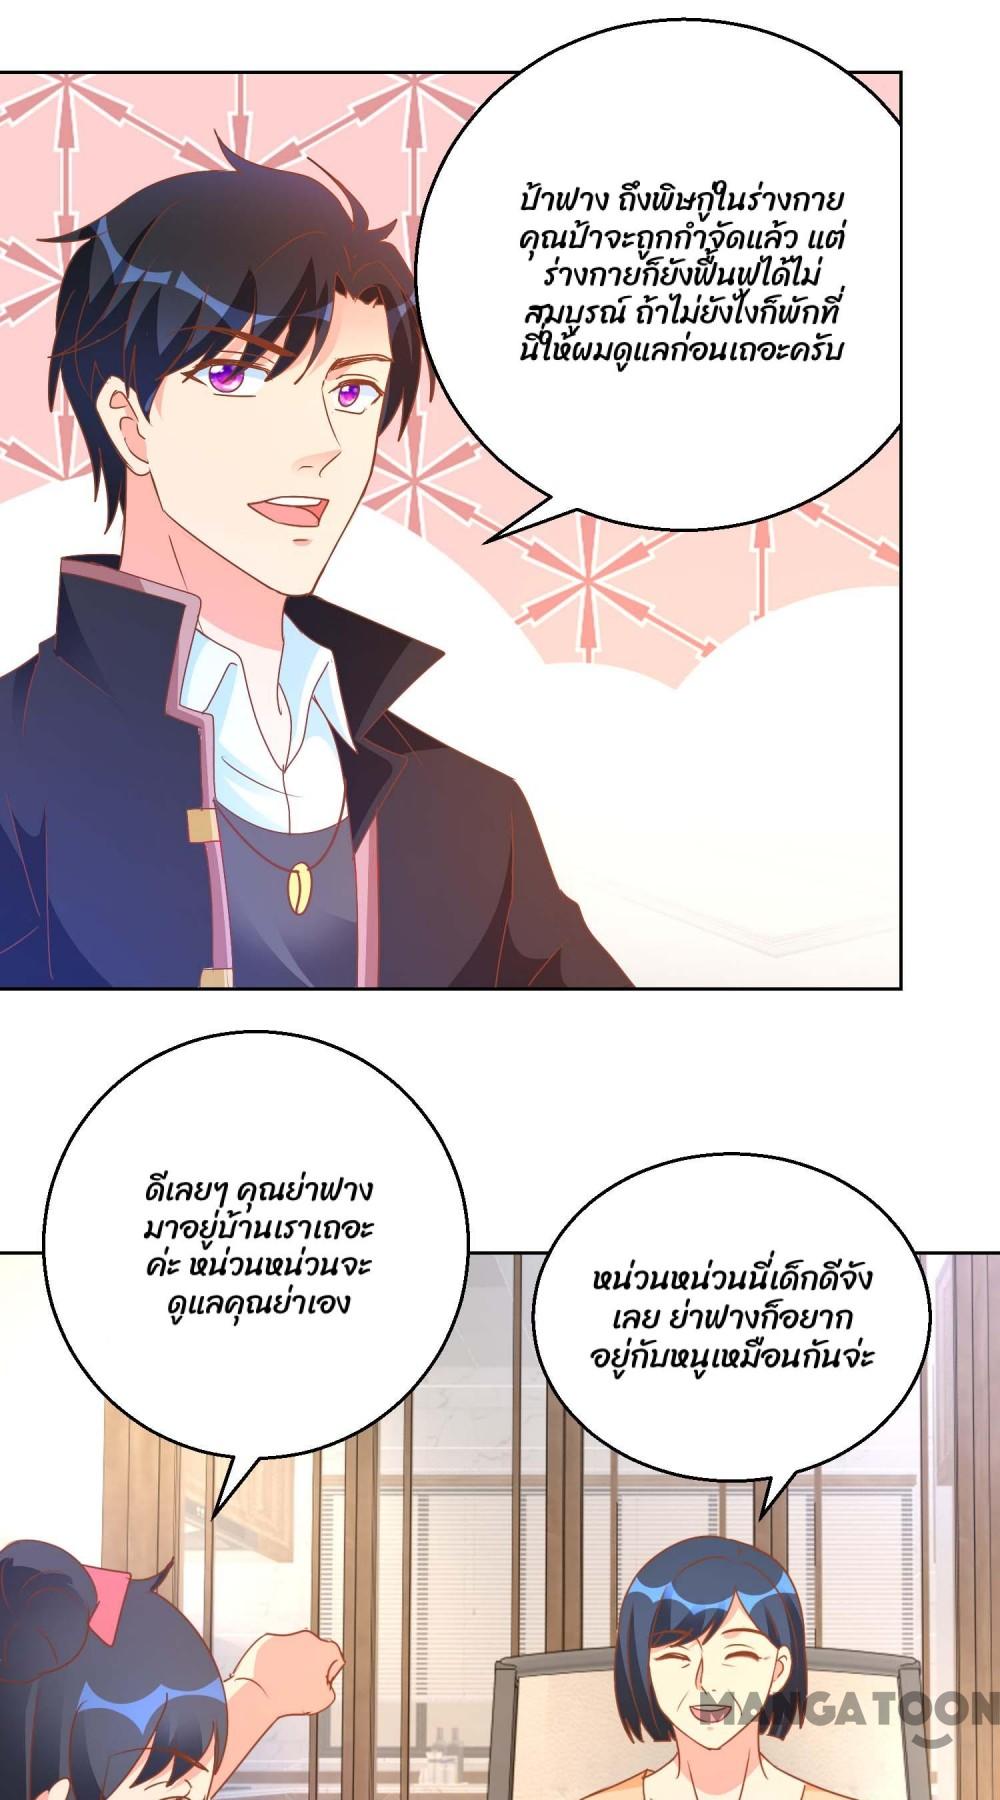 ป้าฟาง ถึงพิษกู่ในร่างกาย
คุณป้าจะถูกกำจัดแล้ว แต่
ร่างกายก็ยังฟื้นฟูได้ไม่
สมบูรณ์ ถ้าไม่ยังไงก็พักที่
นี่ให้ผมดูแลก่อนเถอะครับ
ดีเลยๆ คุณย่าฟาง
มาอยู่บ้านเราเถอะ
ค่ะ หน่วนหน่วนจะ
ดูแลคุณย่าเอง
หน่วนหน่วนนี่เด็กดีจัง
เลย ย่าฟางก็อยาก
อยู่กับหนูเหมือนกันจ่ะ
MANGATOON